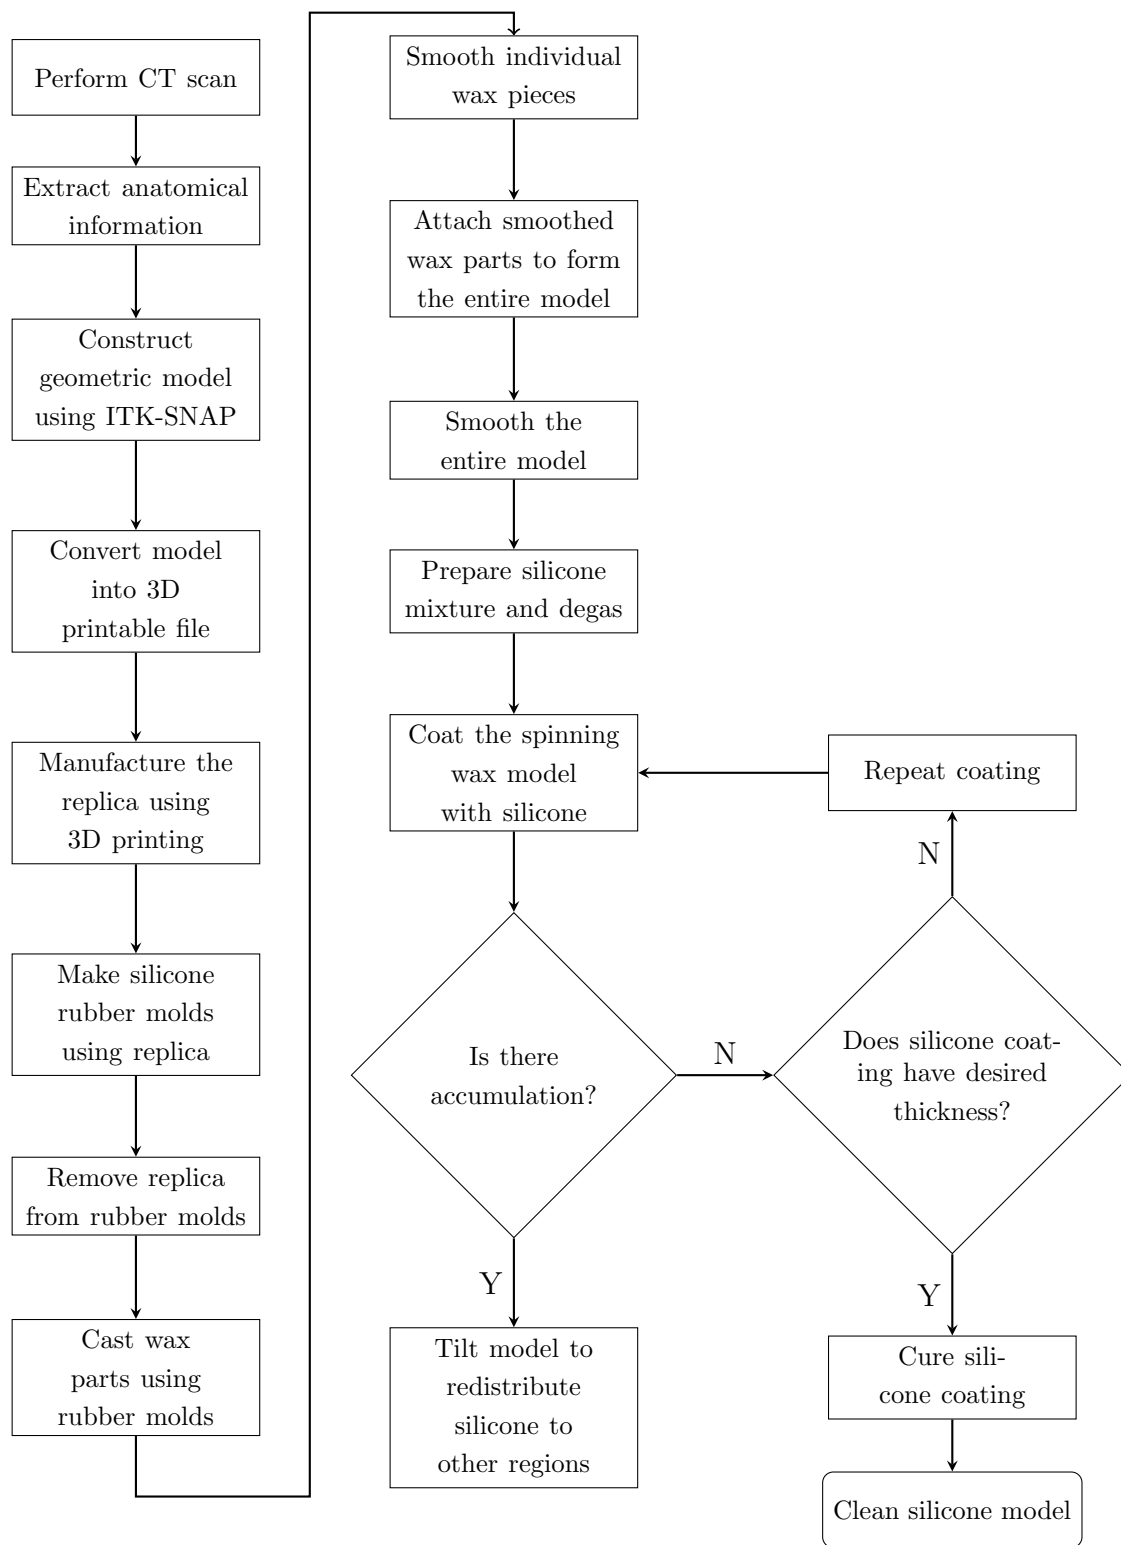 Perform CT scan
Extract anatomical
information
Construct
geometric model
using ITK-SNAP
Convert model
into 3D
printable file
Manufacture the
replica using
3D printing
Make silicone
rubber molds
using replica
Remove replica
from rubber molds
Cast wax
parts using
rubber molds
Smooth individual
wax pieces
Attach smoothed
wax parts to form
the entire model
Smooth the
entire model
Prepare silicone
mixture and degas
Coat the spinning
wax model
with silicone
Is there
accumulation?
Y
Tilt model to
redistribute
silicone to
other regions
N
Does silicone coat-
ing have desired
thickness?
N
Repeat coating
Y
Cure sili-
cone coating
Clean silicone model